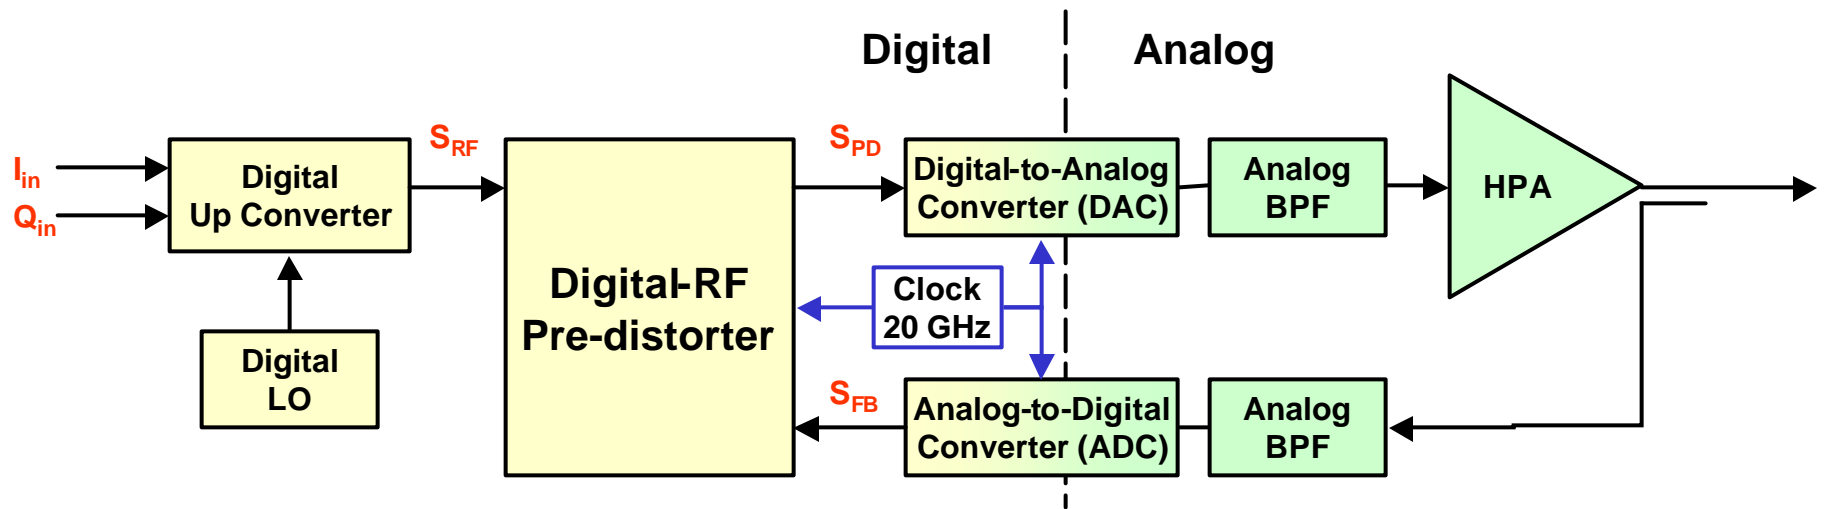 Digital
Analog
I_in
Q_in
Digital
Up Converter
S_RF
Digital
LO
Digital-RF
Pre-distorter
S_PD
Digital-to-Analog
Converter (DAC)
Analog
BPF
HPA
Clock
20 GHz
S_FB
Analog-to-Digital
Converter (ADC)
Analog
BPF